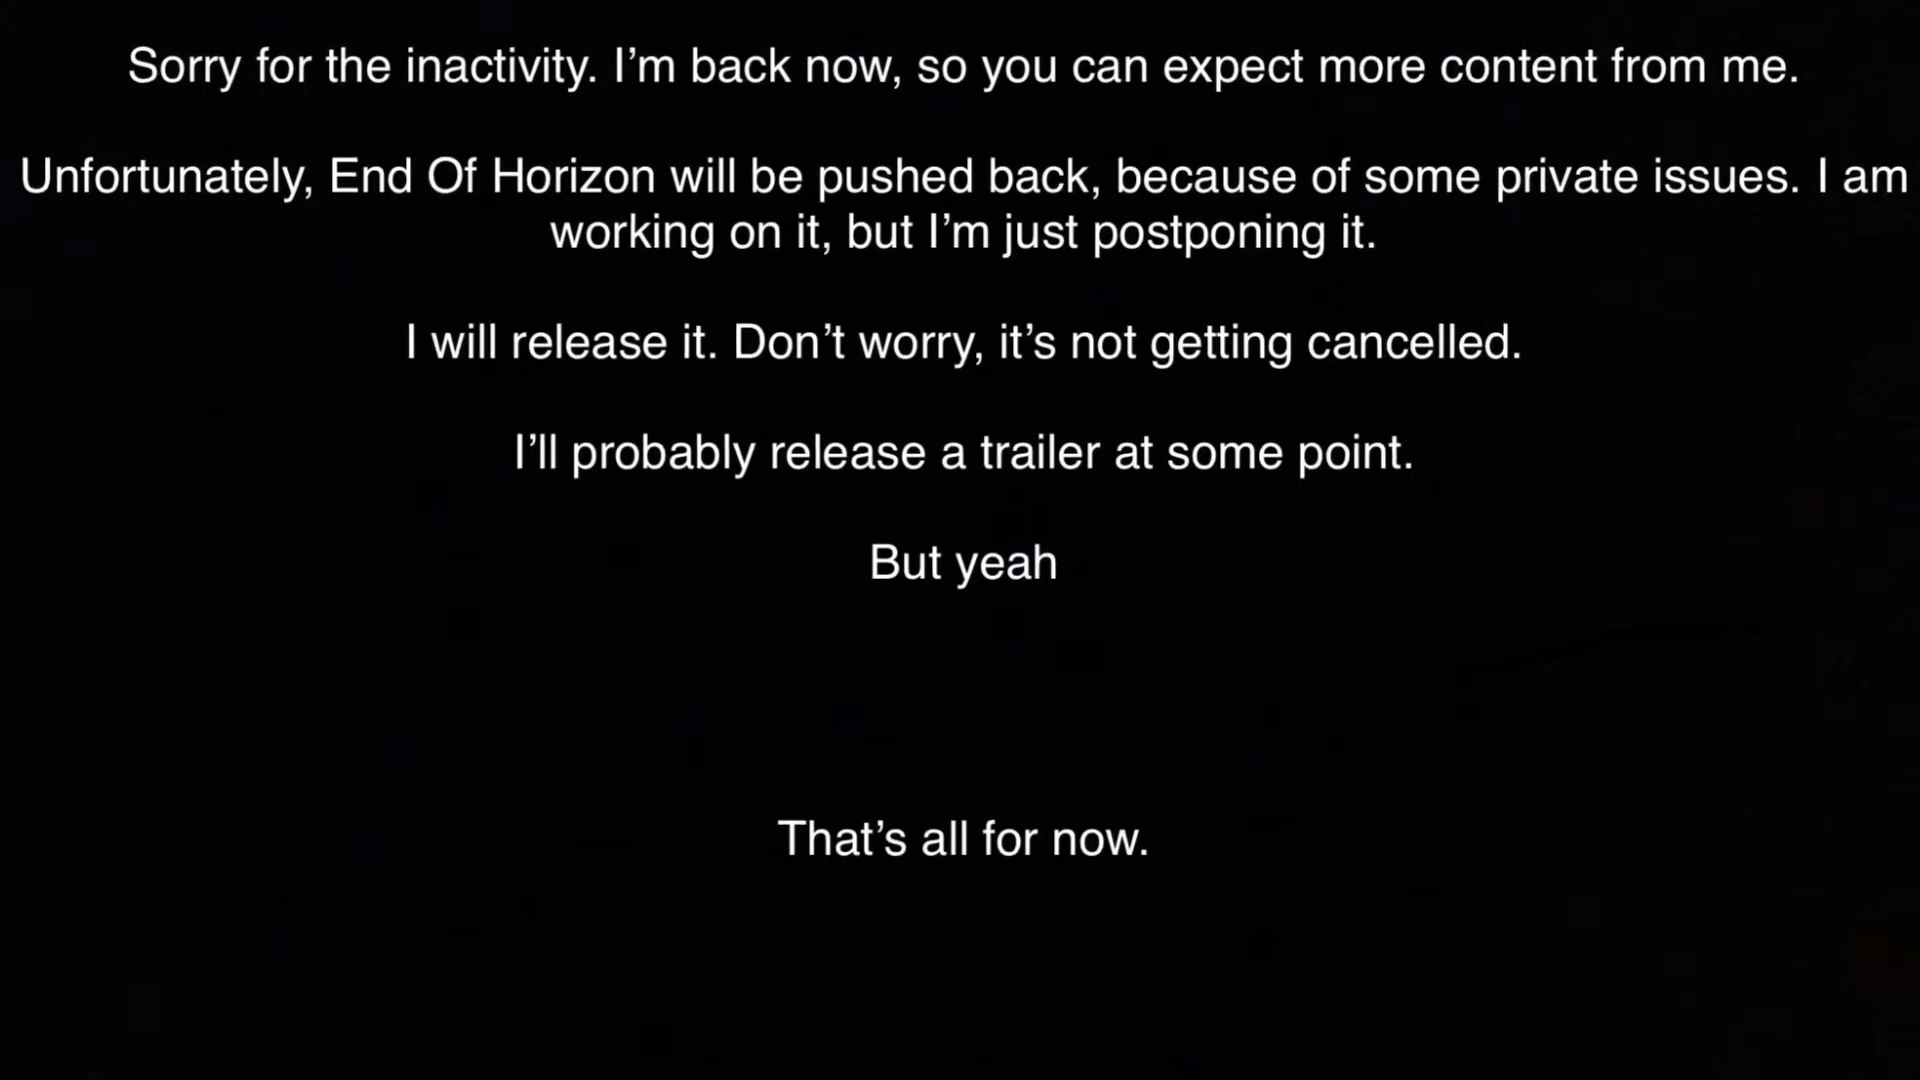 Sorry for the inactivity. I’m back now, so you can expect more content from me.
Unfortunately, End Of Horizon will be pushed back, because of some private issues. I am
working on it, but I’m just postponing it.
I will release it. Don’t worry, it’s not getting cancelled.
I’ll probably release a trailer at some point.
But yeah
That’s all for now.